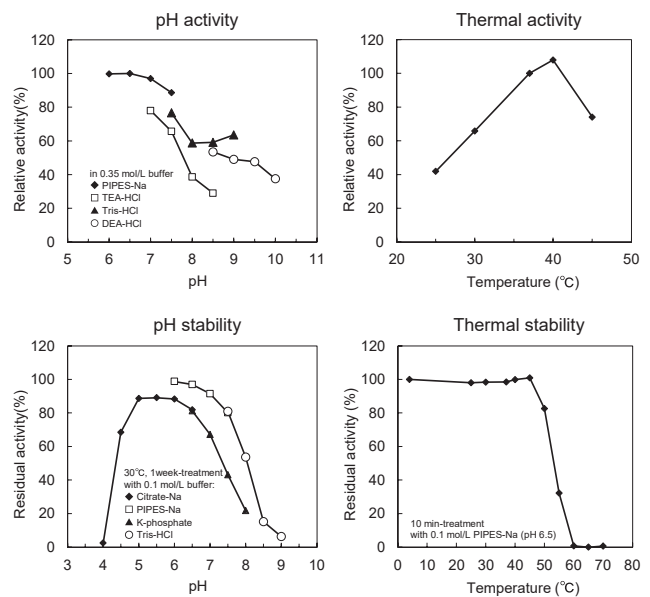 pH activity
Relative activity(%)
120
100
80
60
40
20
0
in 0.35 mol/L buffer
PIPES-Na
TEA-HCl
Tris-HCl
DEA-HCl
5 6 7 8 9 10 11
pH
Thermal activity
Relative activity(%)
120
100
80
60
40
20
0
20 30 40 50
Temperature (℃)
pH stability
Residual activity(%)
120
100
80
60
40
20
0
30℃, 1week-treatment
with 0.1 mol/L buffer:
Citrate-Na
PIPES-Na
K-phosphate
Tris-HCl
3 4 5 6 7 8 9 10
pH
Thermal stability
Residual activity (%)
120
100
80
60
40
20
0
10 min-treatment
with 0.1 mol/L PIPES-Na (pH 6.5)
0 10 20 30 40 50 60 70 80
Temperature (℃)